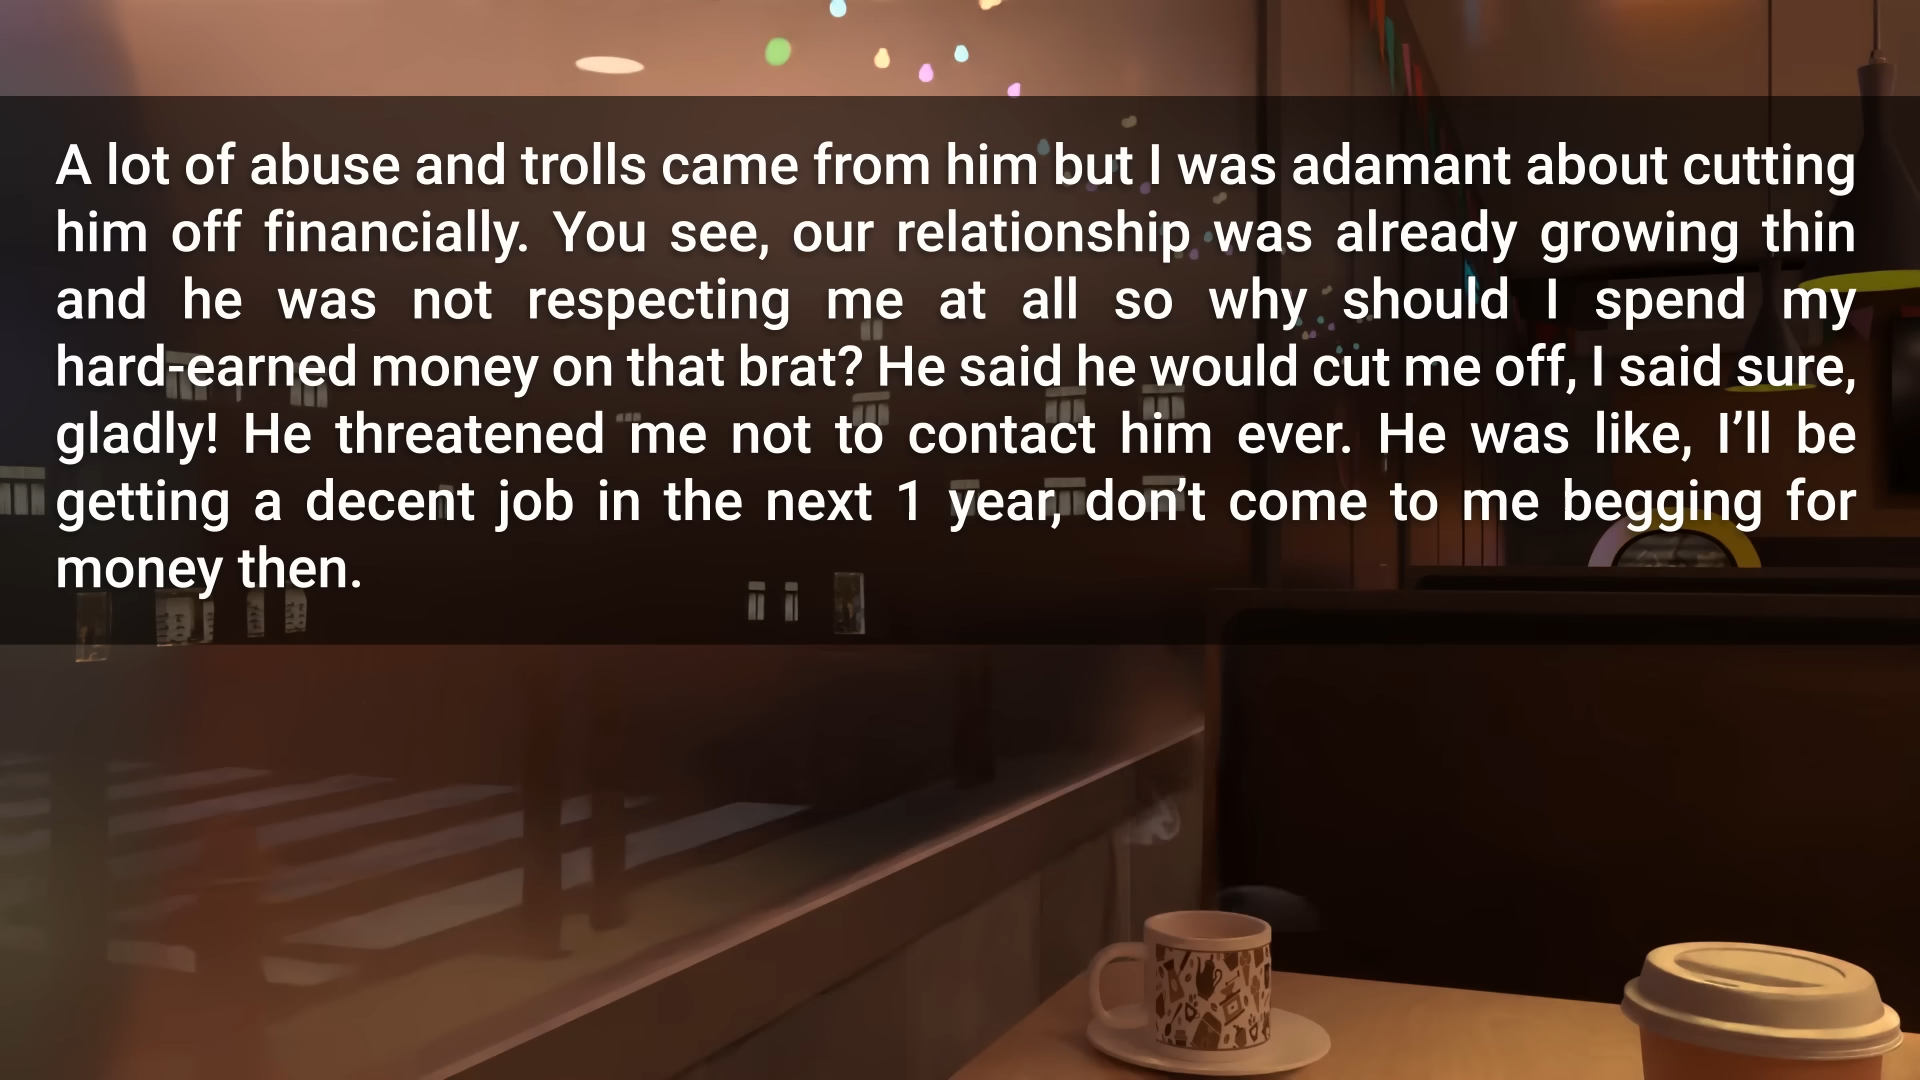 A lot of abuse and trolls came from him but I was adamant about cutting
him off financially. You see, our relationship was already growing thin
and he was not respecting me at all so why should I spend my
hard-earned money on that brat? He said he would cut me off, I said sure,
gladly! He threatened me not to contact him ever. He was like, I’ll be
getting a decent job in the next 1 year, don’t come to me begging for
money then.